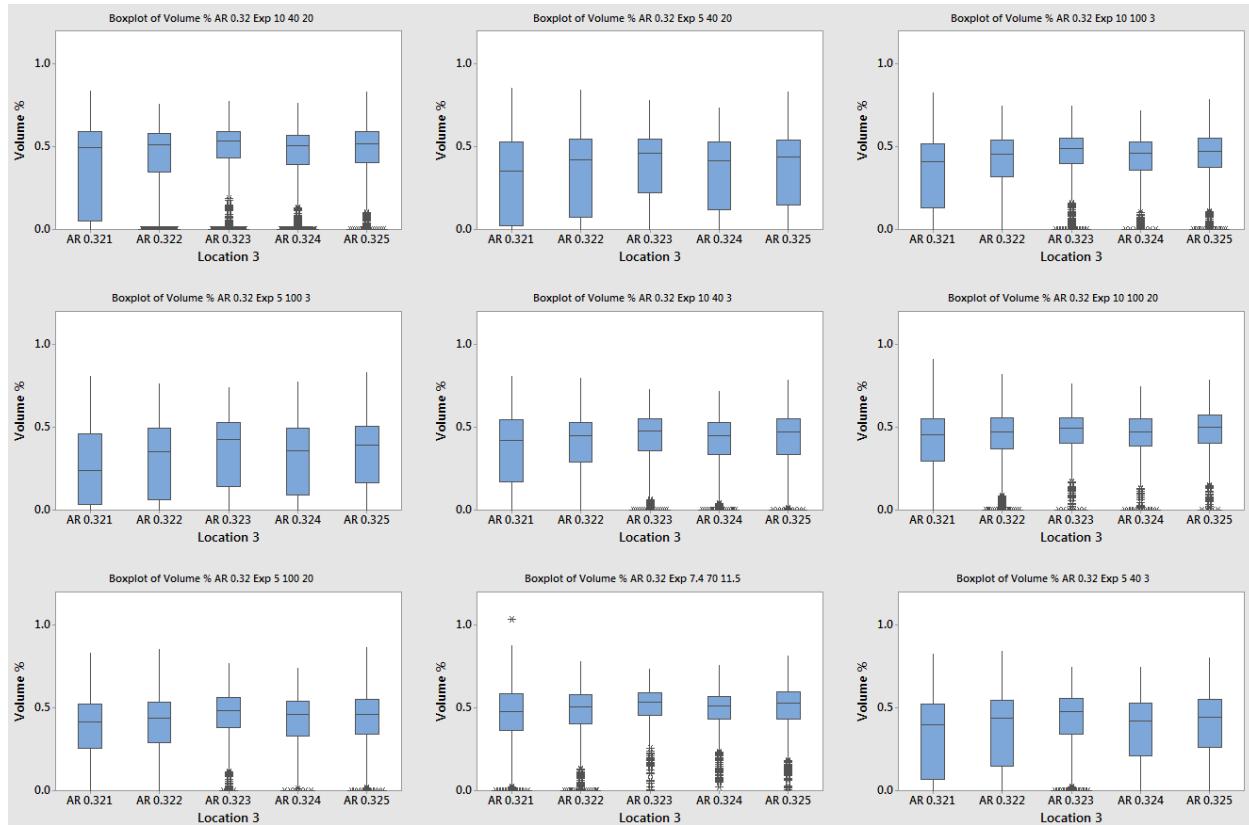 Boxplot of Volume % AR 0.32 Exp 10 40 20
Volume %
1.0
0.5
0.0
AR 0.321 AR 0.322 AR 0.323 AR 0.324 AR 0.325
Location 3
Boxplot of Volume % AR 0.32 Exp 5 40 20
Volume %
1.0
0.5
0.0
AR 0.321 AR 0.322 AR 0.323 AR 0.324 AR 0.325
Location 3
Boxplot of Volume % AR 0.32 Exp 10 100 3
Volume %
1.0
0.5
0.0
AR 0.321 AR 0.322 AR 0.323 AR 0.324 AR 0.325
Location 3
Boxplot of Volume % AR 0.32 Exp 5 100 3
Volume %
1.0
0.5
0.0
AR 0.321 AR 0.322 AR 0.323 AR 0.324 AR 0.325
Location 3
Boxplot of Volume % AR 0.32 Exp 10 40 3
Volume %
1.0
0.5
0.0
AR 0.321 AR 0.322 AR 0.323 AR 0.324 AR 0.325
Location 3
Boxplot of Volume % AR 0.32 Exp 10 100 20
Volume %
1.0
0.5
0.0
AR 0.321 AR 0.322 AR 0.323 AR 0.324 AR 0.325
Location 3
Boxplot of Volume % AR 0.32 Exp 5 100 20
Volume %
1.0
0.5
0.0
AR 0.321 AR 0.322 AR 0.323 AR 0.324 AR 0.325
Location 3
Boxplot of Volume % AR 0.32 Exp 7.4 70 11.5
Volume %
1.0
0.5
0.0
AR 0.321 AR 0.322 AR 0.323 AR 0.324 AR 0.325
Location 3
Boxplot of Volume % AR 0.32 Exp 5 40 3
Volume %
1.0
0.5
0.0
AR 0.321 AR 0.322 AR 0.323 AR 0.324 AR 0.325
Location 3